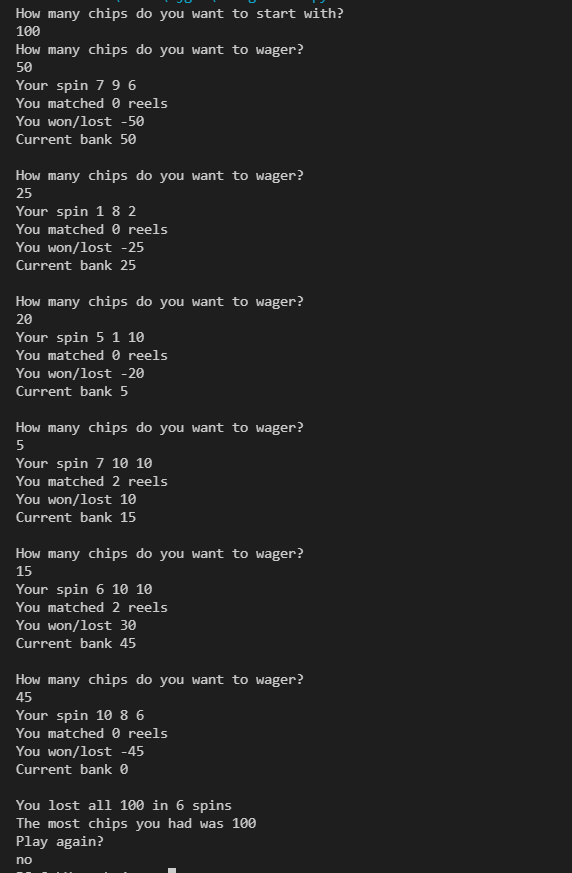 How many chips do you want to start with?
100
How many chips do you want to wager?
50
Your spin 7 9 6
You matched 0 reels
You won/lost -50
Current bank 50
How many chips do you want to wager?
25
Your spin 1 8 2
You matched 0 reels
You won/lost -25
Current bank 25
How many chips do you want to wager?
20
Your spin 5 1 10
You matched 0 reels
You won/lost -20
Current bank 5
How many chips do you want to wager?
5
Your spin 7 10 10
You matched 2 reels
You won/lost 10
Current bank 15
How many chips do you want to wager?
15
Your spin 6 10 10
You matched 2 reels
You won/lost 30
Current bank 45
How many chips do you want to wager?
45
Your spin 10 8 6
You matched 0 reels
You won/lost -45
Current bank 0
You lost all 100 in 6 spins
The most chips you had was 100
Play again?
no